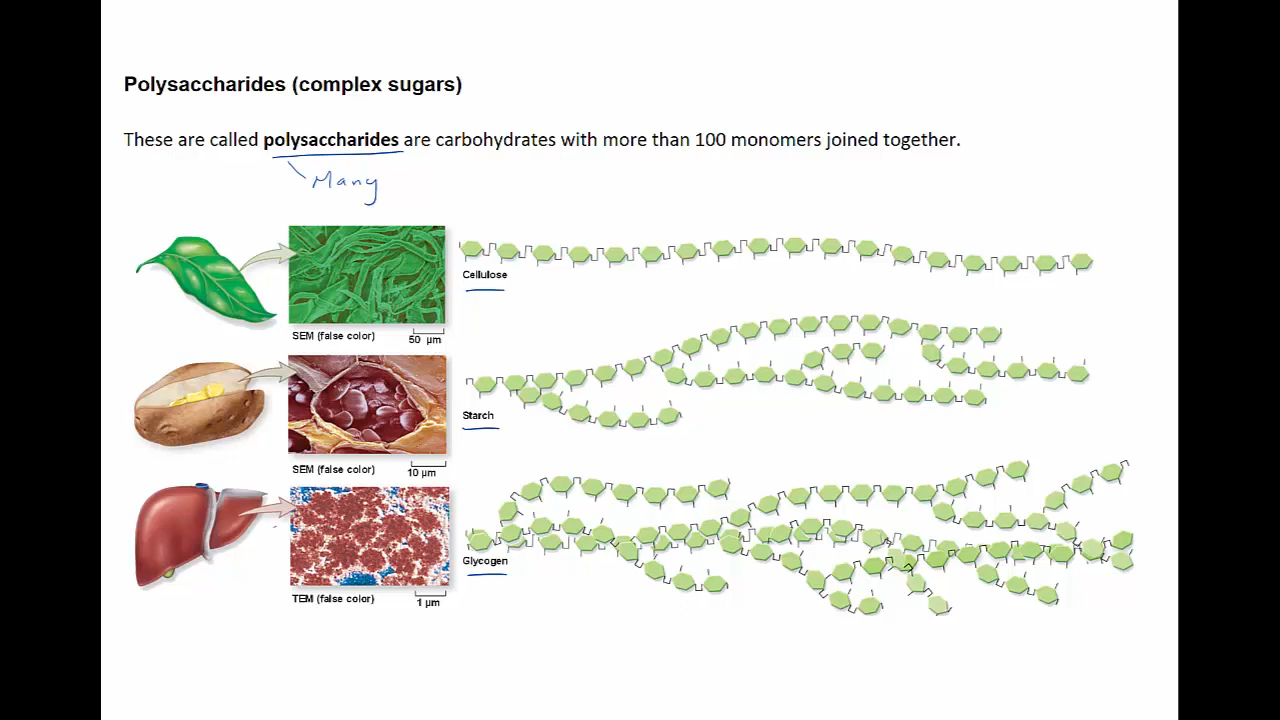 Polysaccharides (complex sugars)
These are called polysaccharides are carbohydrates with more than 100 monomers joined together.
Many
Cellulose
SEM (false color)
50 µm
Starch
SEM (false color)
10 µm
Glycogen
TEM (false color)
1 µm